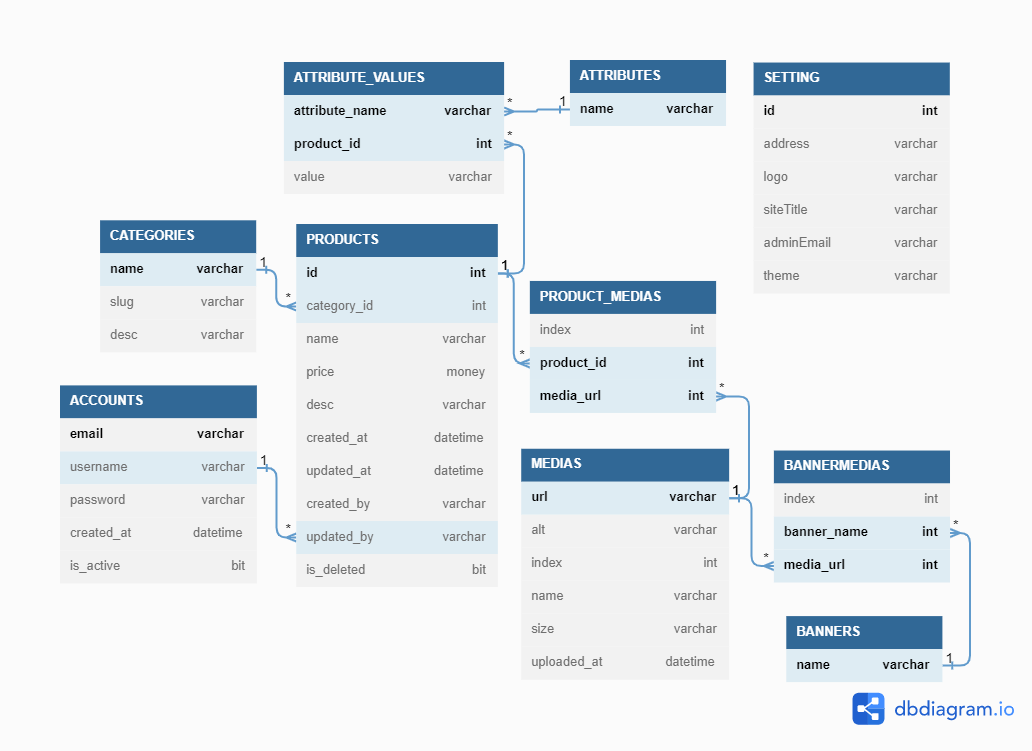 ATTRIBUTE_VALUES
attribute_name varchar
product_id int
value varchar
*
*
1
ATTRIBUTES
name varchar
SETTING
id int
address varchar
logo varchar
siteTitle varchar
adminEmail varchar
theme varchar
CATEGORIES
name varchar
slug varchar
desc varchar
1
*
PRODUCTS
id int
category_id int
name varchar
price money
desc varchar
created_at datetime
updated_at datetime
created_by varchar
updated_by varchar
is_deleted bit
1
*
PRODUCT_MEDIAS
index int
product_id int
media_url int
*
ACCOUNTS
email varchar
username varchar
password varchar
created_at datetime
is_active bit
1
*
MEDIAS
url varchar
alt varchar
index int
name varchar
size varchar
uploaded_at datetime
1
*
BANNERMEDIAS
index int
banner_name int
media_url int
*
BANNERS
name varchar
1
dbdiagram.io